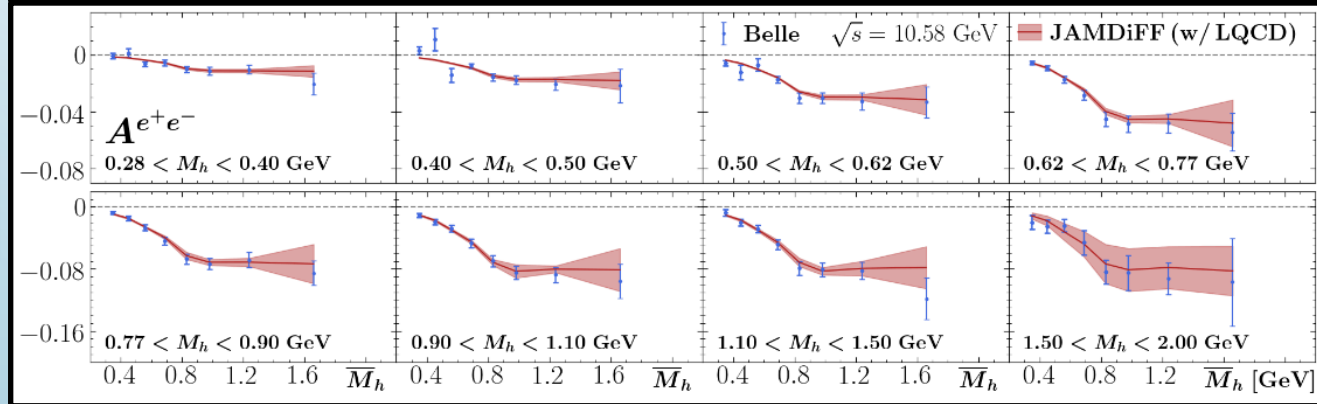 Belle √s = 10.58 GeV JAMDiFF (w/ LQCD)
0
−0.04
−0.08
A^{e⁺e⁻}
0.28 < M_h < 0.40 GeV 0.40 < M_h < 0.50 GeV 0.50 < M_h < 0.62 GeV 0.62 < M_h < 0.77 GeV
0
−0.08
−0.16
0.77 < M_h < 0.90 GeV 0.90 < M_h < 1.10 GeV 1.10 < M_h < 1.50 GeV 1.50 < M_h < 2.00 GeV
0.4 0.8 1.2 1.6 M̅_h 0.4 0.8 1.2 1.6 M̅_h 0.4 0.8 1.2 1.6 M̅_h 0.4 0.8 1.2 M̅_h [GeV]